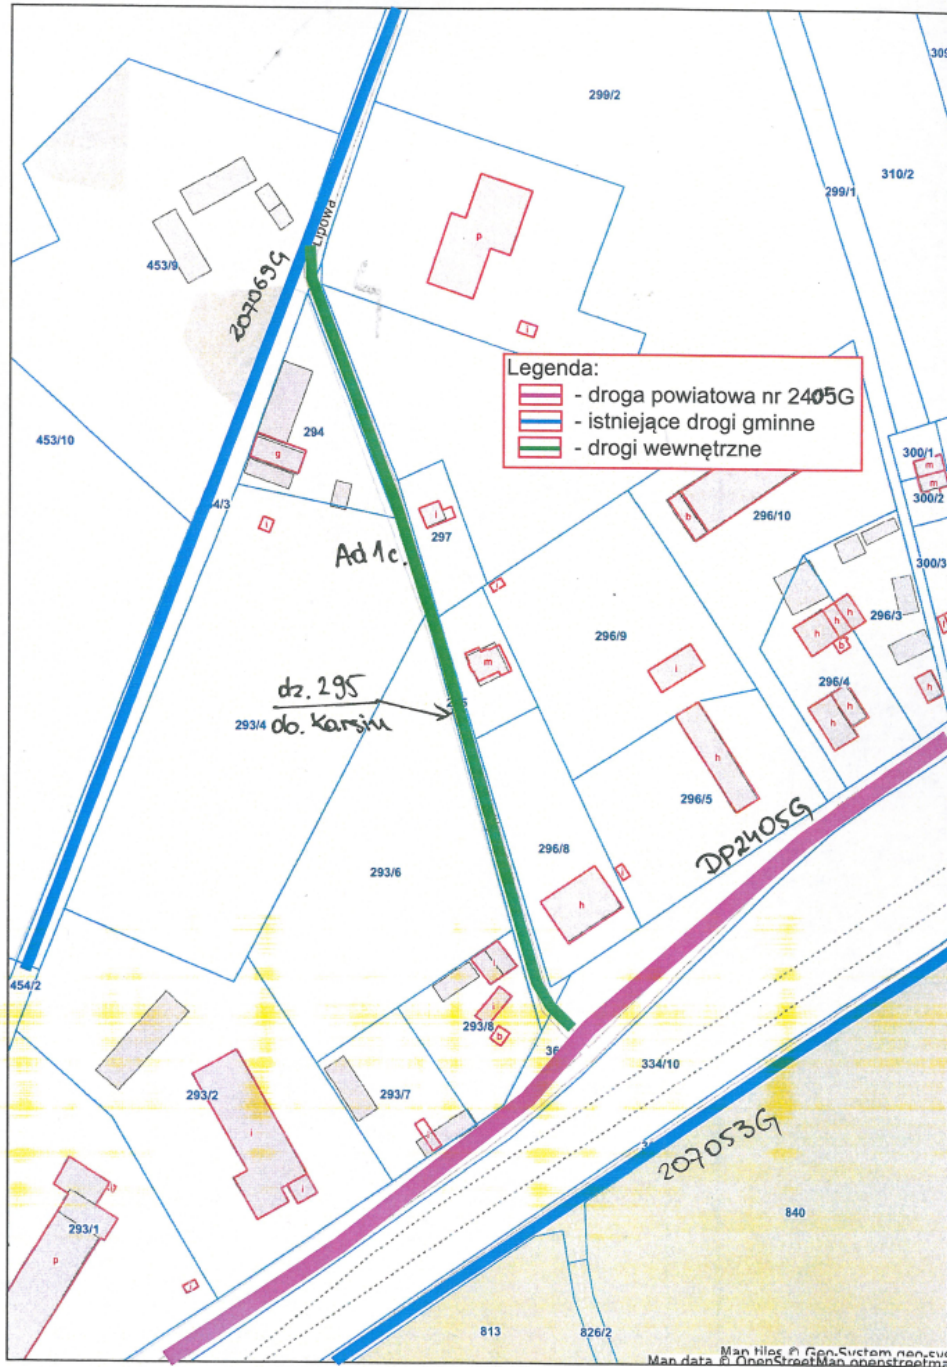 309
299/2
310/2
299/1
Lipowa
p
453/9
207069G
i
Legenda:
- droga powiatowa nr 2405G
- istniejące drogi gminne
- drogi wewnętrzne
453/10
294
g
300/1
m
m
300/2
4/3
i
i
297
b
296/10
Ad 1c.
300/3
h
h
h
296/3
b
296/9
m
i
h
296/4
h
h
dz. 295
ob. Karsin
293/4
h
296/5
DP2405G
296/8
293/6
h
454/2
i
i
293/8
b
36
334/10
293/2
293/7
i
i
207053G
293/1
p
840
813
826/2
Map tiles © Geo-System geo-sys
Map data © OpenStreetMap openstreetmap